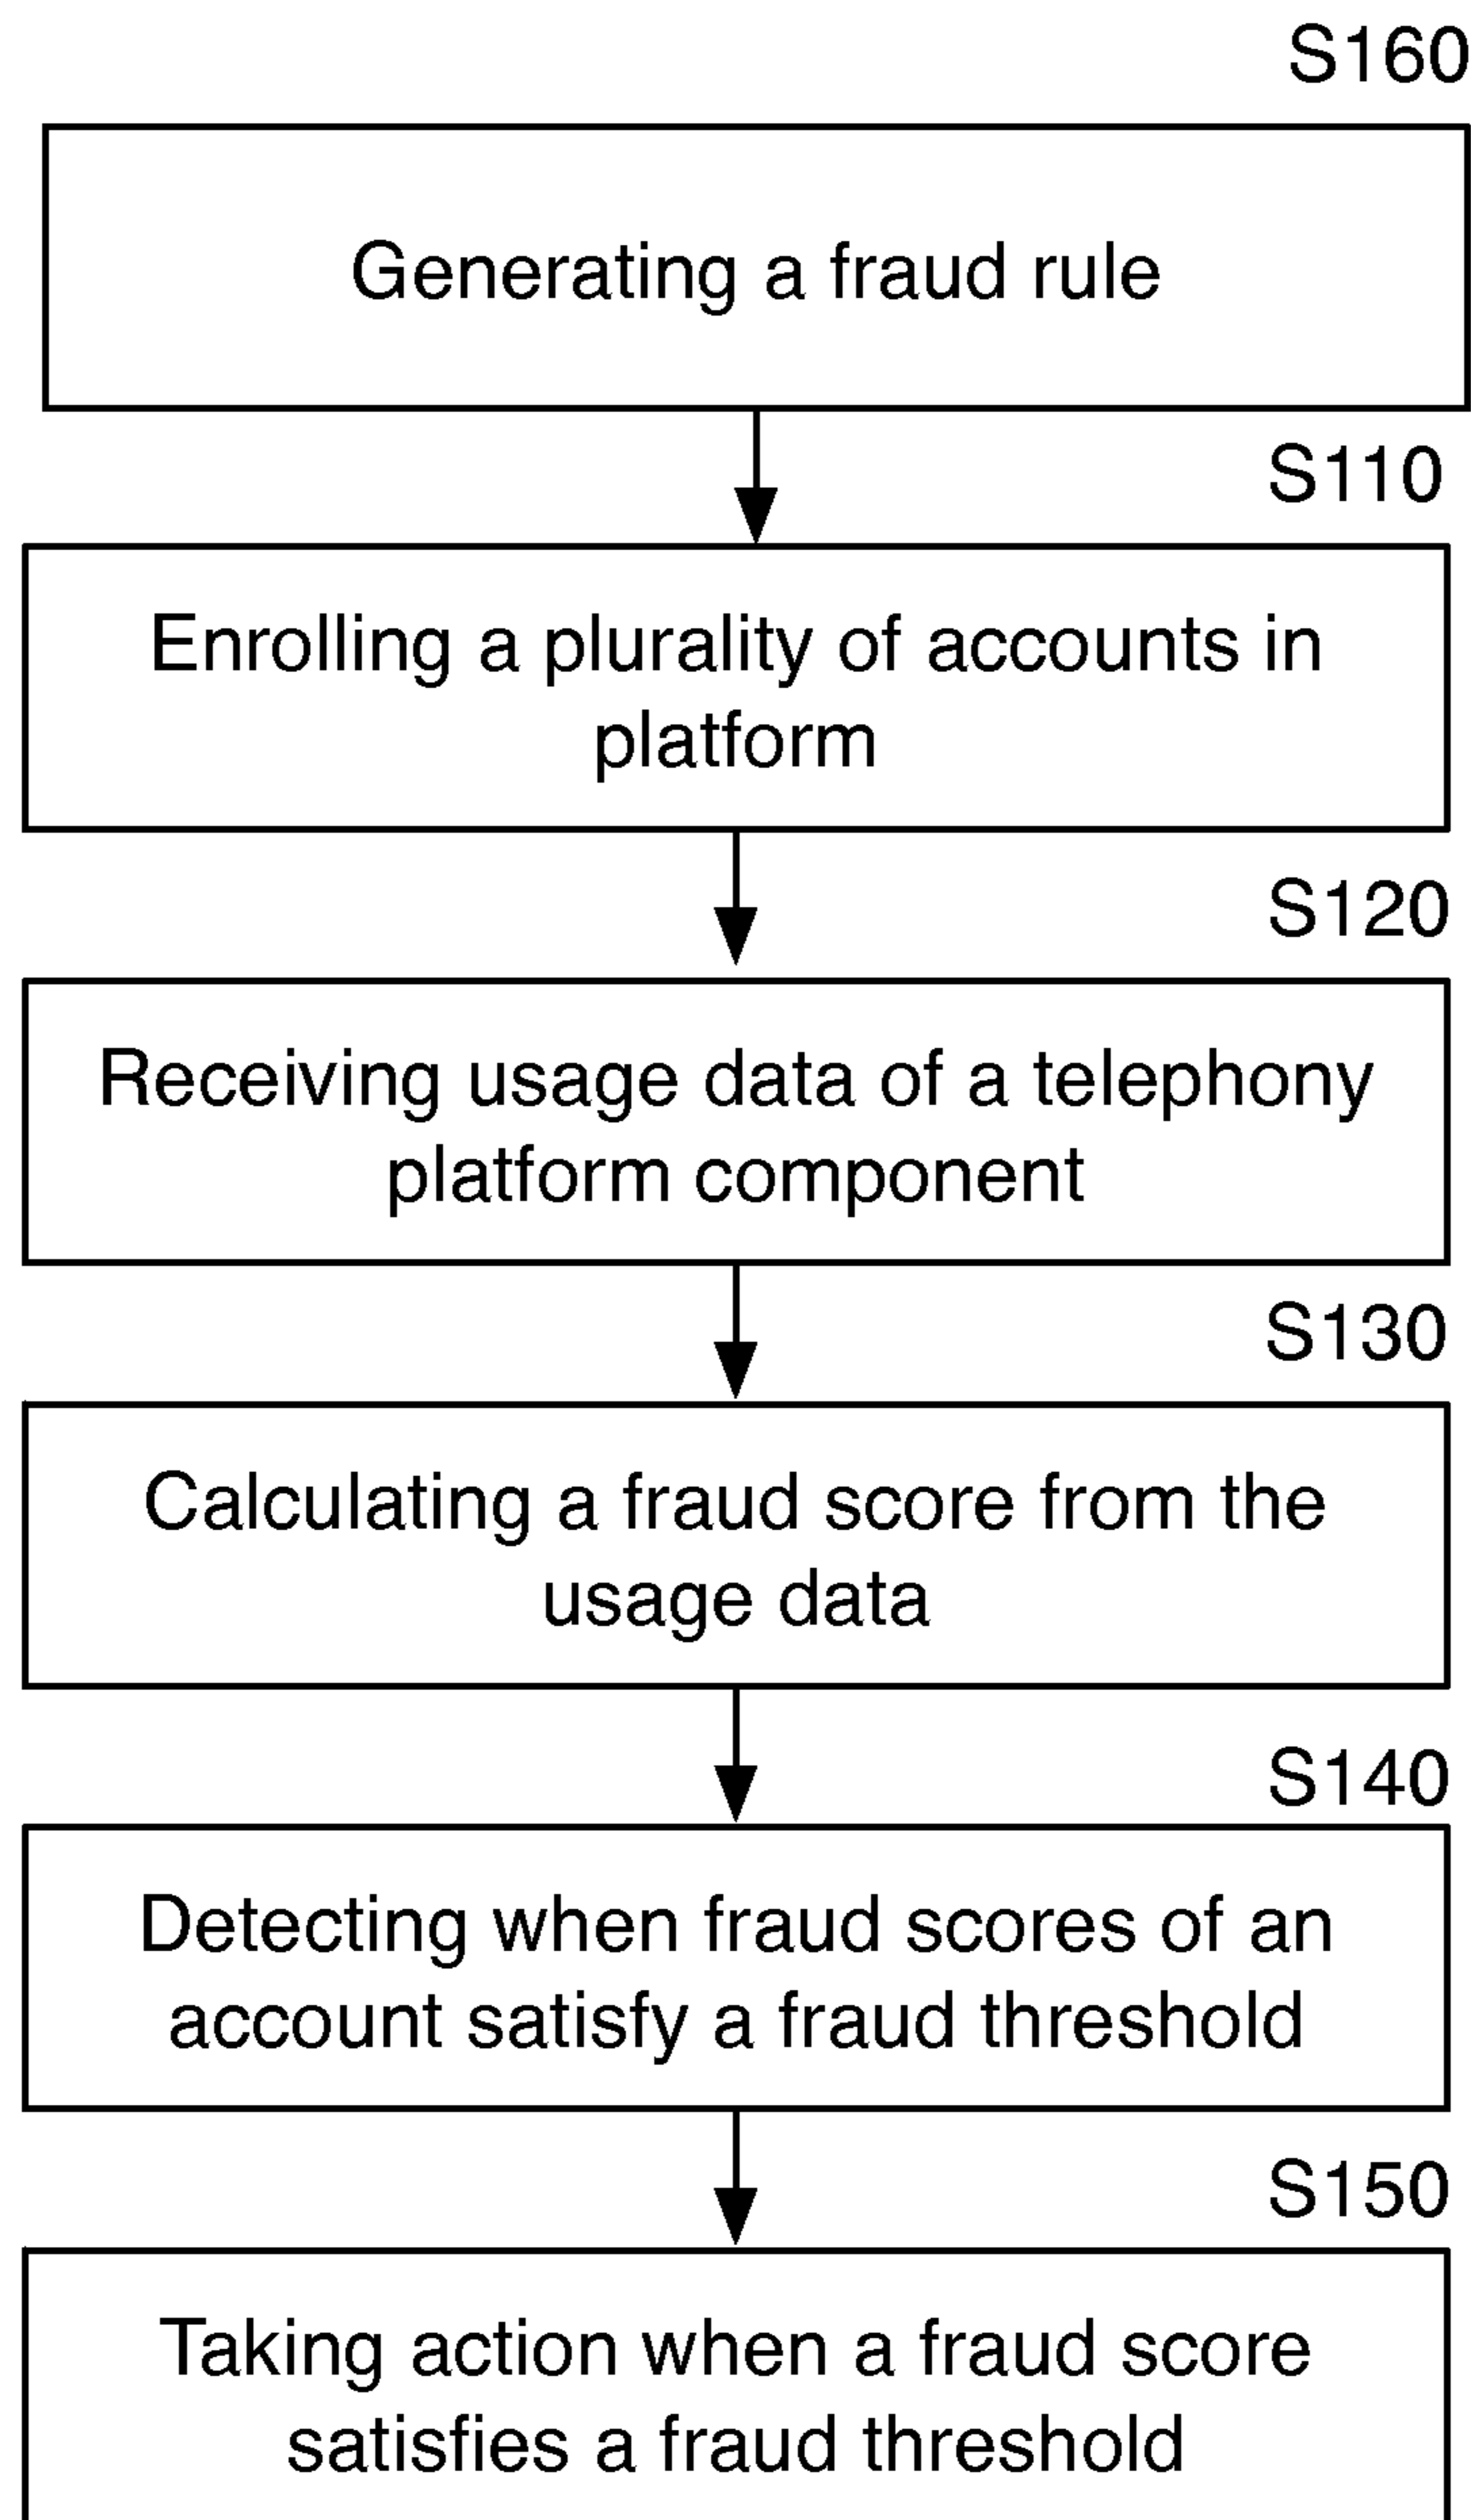 S160
Generating a fraud rule
S110
Enrolling a plurality of accounts in
platform
S120
Receiving usage data of a telephony
platform component
S130
Calculating a fraud score from the
usage data
S140
Detecting when fraud scores of an
account satisfy a fraud threshold
S150
Taking action when a fraud score
satisfies a fraud threshold